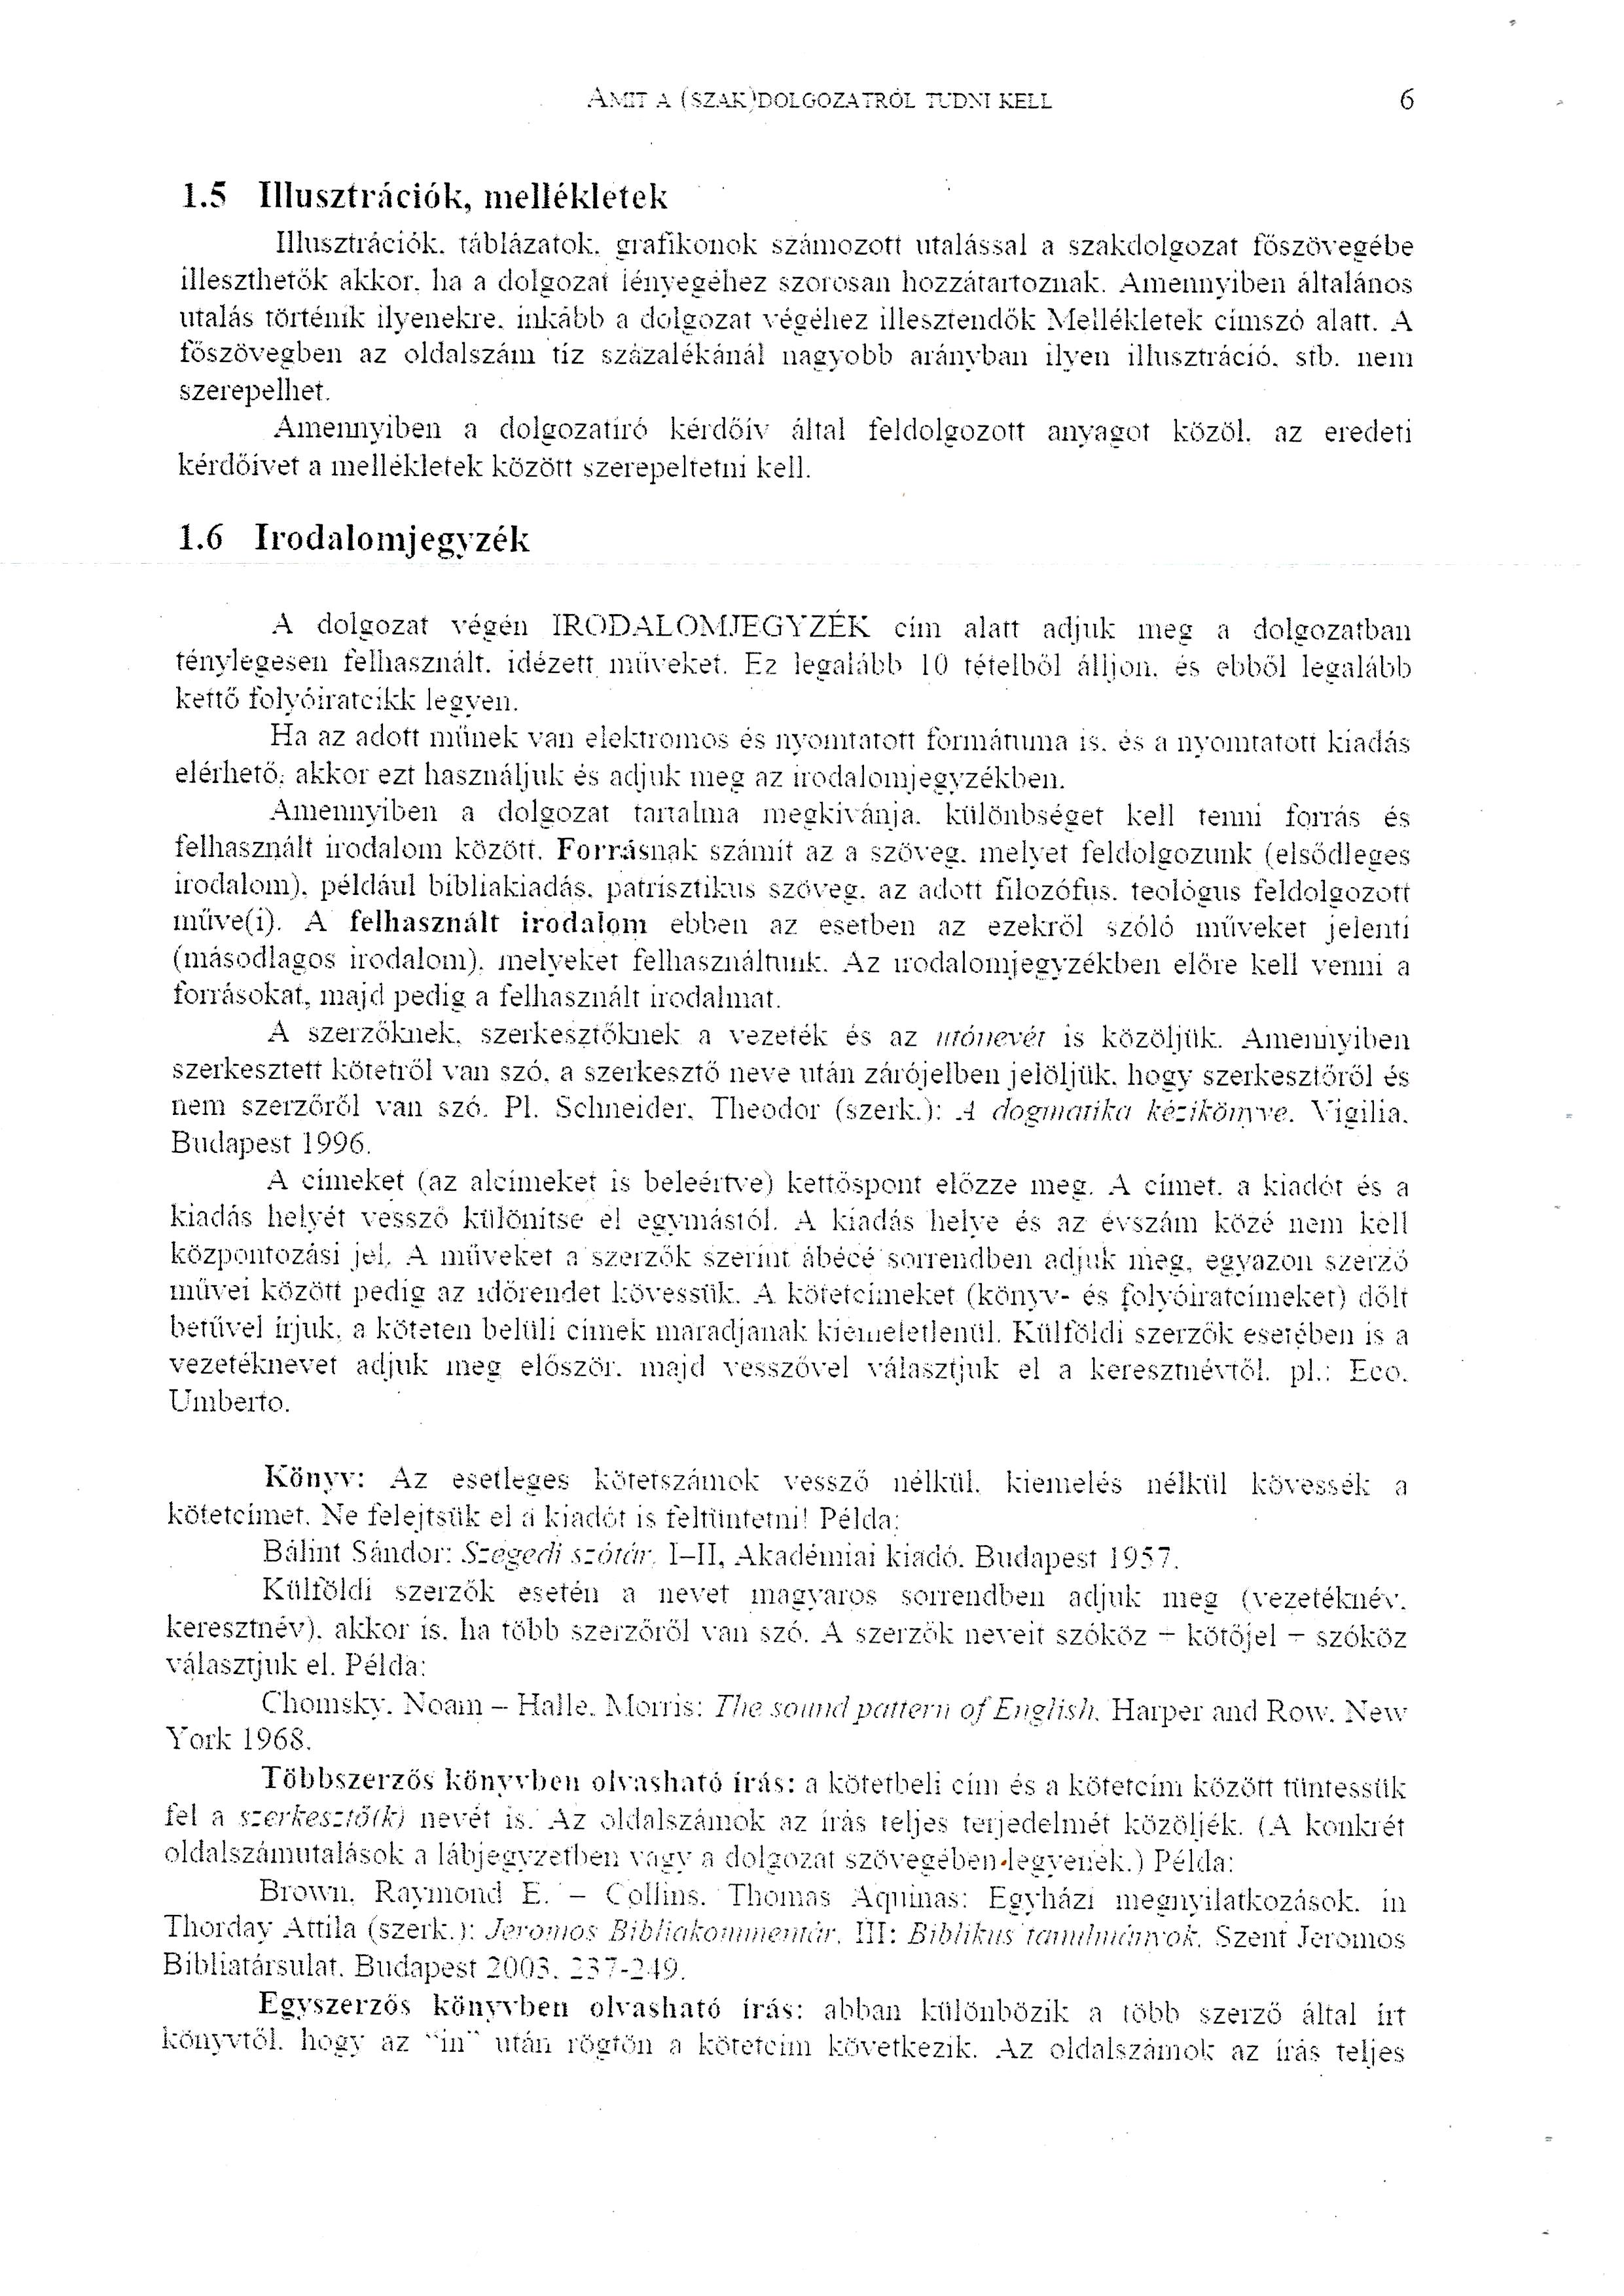 AMIT A (SZAK)DOLGOZATRÓL TUDNI KELL 6
1.5 Illusztrációk, mellékletek
Illusztrációk, táblázatok, grafikonok számozott utalással a szakdolgozat főszövegébe
illeszthetők akkor, ha a dolgozat lényegéhez szorosan hozzátartoznak. Amennyiben általános
utalás történik ilyenekre, inkább a dolgozat végéhez illesztendők Mellékletek címszó alatt. A
főszövegben az oldalszám tíz százalékánál nagyobb arányban ilyen illusztráció, stb. nem
szerepelhet.
Amennyiben a dolgozatíró kérdőív által feldolgozott anyagot közöl, az eredeti
kérdőívet a mellékletek között szerepeltetni kell.
1.6 Irodalomjegyzék
A dolgozat végén IRODALOMJEGYZÉK cím alatt adjuk meg a dolgozatban
ténylegesen felhasznált, idézett műveket. Ez legalább 10 tételből álljon, és ebből legalább
kettő folyóiratcikk legyen.
Ha az adott műnek van elektromos és nyomtatott formátuma is, és a nyomtatott kiadás
elérhető, akkor ezt használjuk és adjuk meg az irodalomjegyzékben.
Amennyiben a dolgozat tartalma megkívánja, különbséget kell tenni forrás és
felhasznált irodalom között. Forrásnak számít az a szöveg, melyet feldolgozunk (elsődleges
irodalom), például bibliakiadás, patrisztikus szöveg, az adott filozófus, teológus feldolgozott
műve(i). A felhasznált irodalom ebben az esetben az ezekről szóló műveket jelenti
(másodlagos irodalom), melyeket felhasználtunk. Az irodalomjegyzékben előre kell venni a
forrásokat, majd pedig a felhasznált irodalmat.
A szerzőknek, szerkesztőknek a vezeték és az utónevét is közöljük. Amennyiben
szerkesztett kötetről van szó, a szerkesztő neve után zárójelben jelöljük, hogy szerkesztőről és
nem szerzőről van szó. Pl. Schneider, Theodor (szerk.): A dogmatika kézikönyve, Vigilia,
Budapest 1996.
A címeket (az alcímeket is beleértve) kettőspont előzze meg. A címet, a kiadót és a
kiadás helyét vessző különítse el egymástól. A kiadás helye és az évszám közé nem kell
központozási jel. A műveket a szerzők szerint ábécé sorrendben adjuk meg, egyazon szerző
művei között pedig az időrendet kövessük. A kötetcímeket (könyv- és folyóiratcímeket) dőlt
betűvel írjuk, a köteten belüli címek maradjanak kiemeletlenül. Külföldi szerzők esetében is a
vezetéknevet adjuk meg először, majd vesszővel választjuk el a keresztnévtől, pl.: Eco,
Umberto.
Könyv: Az esetleges kötetszámok vessző nélkül, kiemelés nélkül kövessék a
kötetcímet. Ne felejtsük el a kiadót is feltüntetni! Példa:
Bálint Sándor: Szegedi szótár. I–II, Akadémiai kiadó, Budapest 1957.
Külföldi szerzők esetén a nevet magyaros sorrendben adjuk meg (vezetéknév,
keresztnév), akkor is, ha több szerzőről van szó. A szerzők neveit szóköz – kötőjel – szóköz
választjuk el. Példa:
Chomsky, Noam – Halle, Morris: The sound pattern of English, Harper and Row, New
York 1968.
Többszerzős könyvben olvasható írás: a kötetbeli cím és a kötetcím között tüntessük
fel a szerkesztő(k) nevét is. Az oldalszámok az írás teljes terjedelmét közöljék. (A konkrét
oldalszámutalások a lábjegyzetben vagy a dolgozat szövegében legyenek.) Példa:
Brown, Raymond E. – Collins, Thomas Aquinas: Egyházi megnyilatkozások, in
Thorday Attila (szerk.): Jeromos Bibliakommentár, III: Biblikus tanulmányok, Szent Jeromos
Bibliatársulat, Budapest 2003, 237-249.
Egyszerzős könyvben olvasható írás: abban különbözik a több szerző által írt
könyvtől, hogy az "in" után rögtön a kötetcím következik. Az oldalszámok az írás teljes